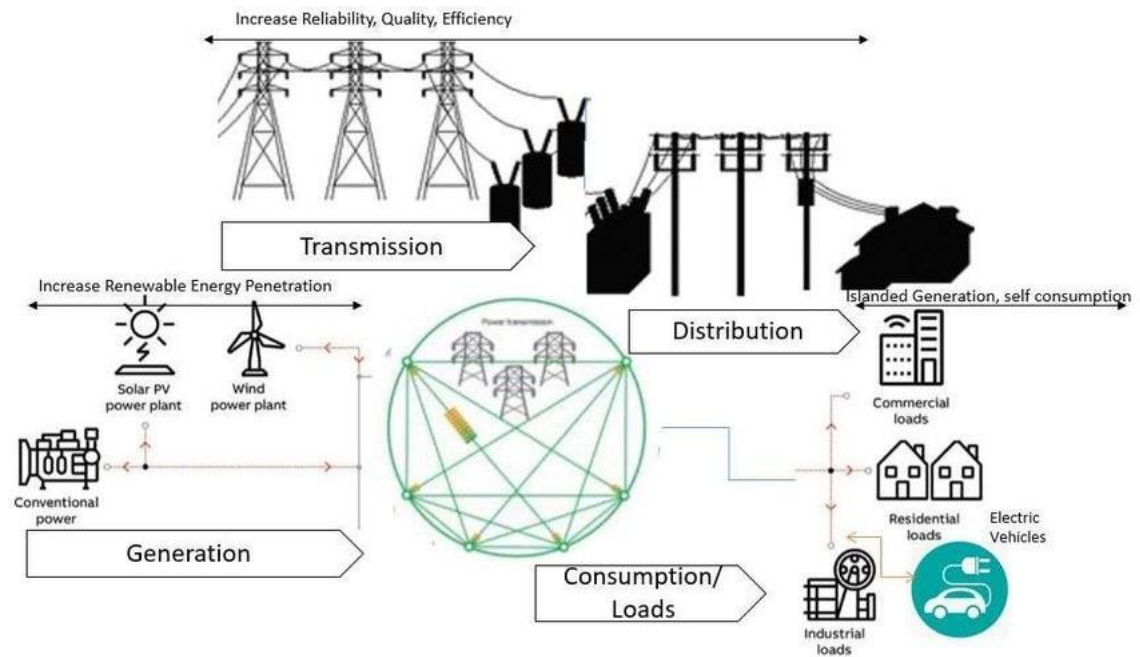 Increase Reliability, Quality, Efficiency
Transmission
Increase Renewable Energy Penetration
Islanded Generation, self consumption
Distribution
Power transmission
Solar PV
power plant
Wind
power plant
Commercial
loads
Conventional
power
Residential
loads
Electric
Vehicles
Generation
Consumption/
Loads
Industrial
loads